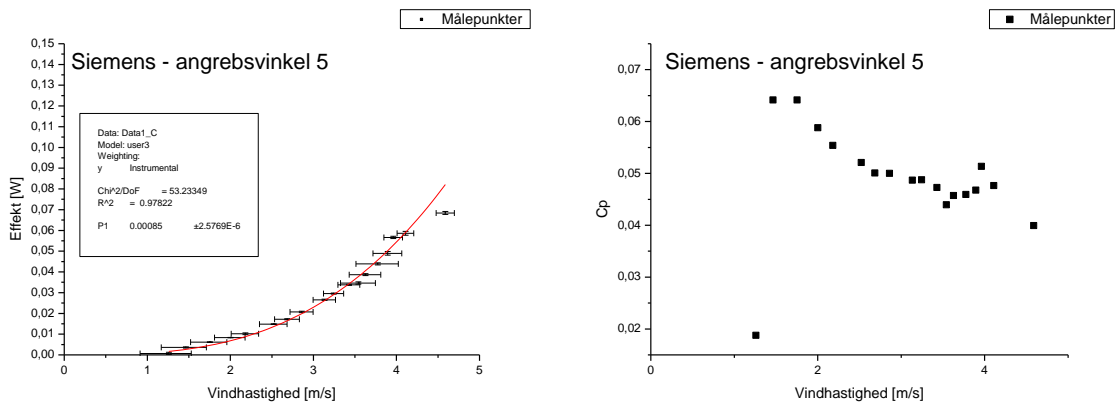 Målepunkter
Siemens - angrebsvinkel 5
0,15
0,14
0,13
0,12
0,11
0,10
0,09
0,08
0,07
0,06
0,05
0,04
0,03
0,02
0,01
0,00
Effekt [W]
Data: Data1_C
Model: user3
Weighting:
y Instrumental
Chi^2/DoF = 53.23349
R^2 = 0.97822
P1 0.00085 ±2.5769E-6
0 1 2 3 4 5
Vindhastighed [m/s]
Målepunkter
Siemens - angrebsvinkel 5
0,07
0,06
0,05
0,04
0,03
0,02
Cp
0 2 4
Vindhastighed [m/s]